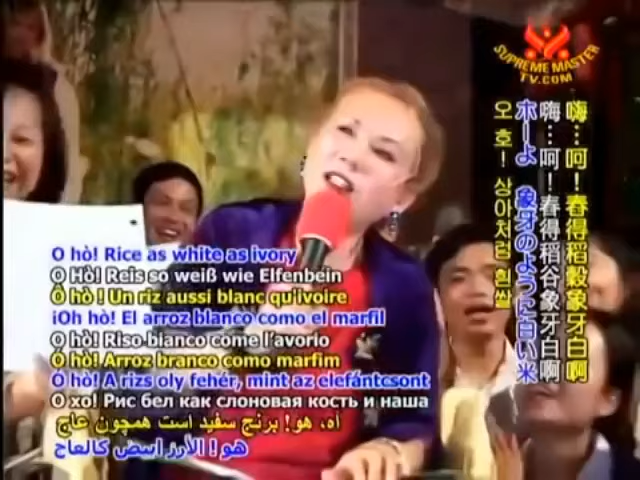 SUPREME MASTER
TV.COM
嗨…呵！舂得稻穀象牙白啊
嗨…呵！舂得稻谷象牙白啊
ホーよ 象牙のように白い米
오 호! 상아처럼 흰쌀
O hò! Rice as white as ivory
O Hò! Reis so weiß wie Elfenbein
Ô hò ! Un riz aussi blanc qu'ivoire
¡Oh hò! El arroz blanco como el marfil
O hò! Riso bianco come l'avorio
O hò! Arroz branco como marfim
Ó hò! A rizs oly fehér, mint az elefántcsont
О хо! Рис бел как слоновая кость и наша
آه، هو! برنج سفید است همچون عاج
هو ! الأرز ابيض كالعاج